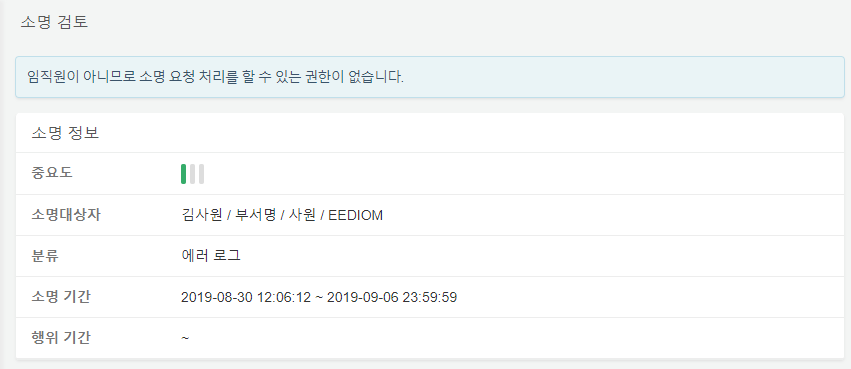 소명 검토
임직원이 아니므로 소명 요청 처리를 할 수 있는 권한이 없습니다.
소명 정보
중요도
소명대상자 김사원 / 부서명 / 사원 / EEDIOM
분류 에러 로그
소명 기간 2019-08-30 12:06:12 ~ 2019-09-06 23:59:59
행위 기간 ~